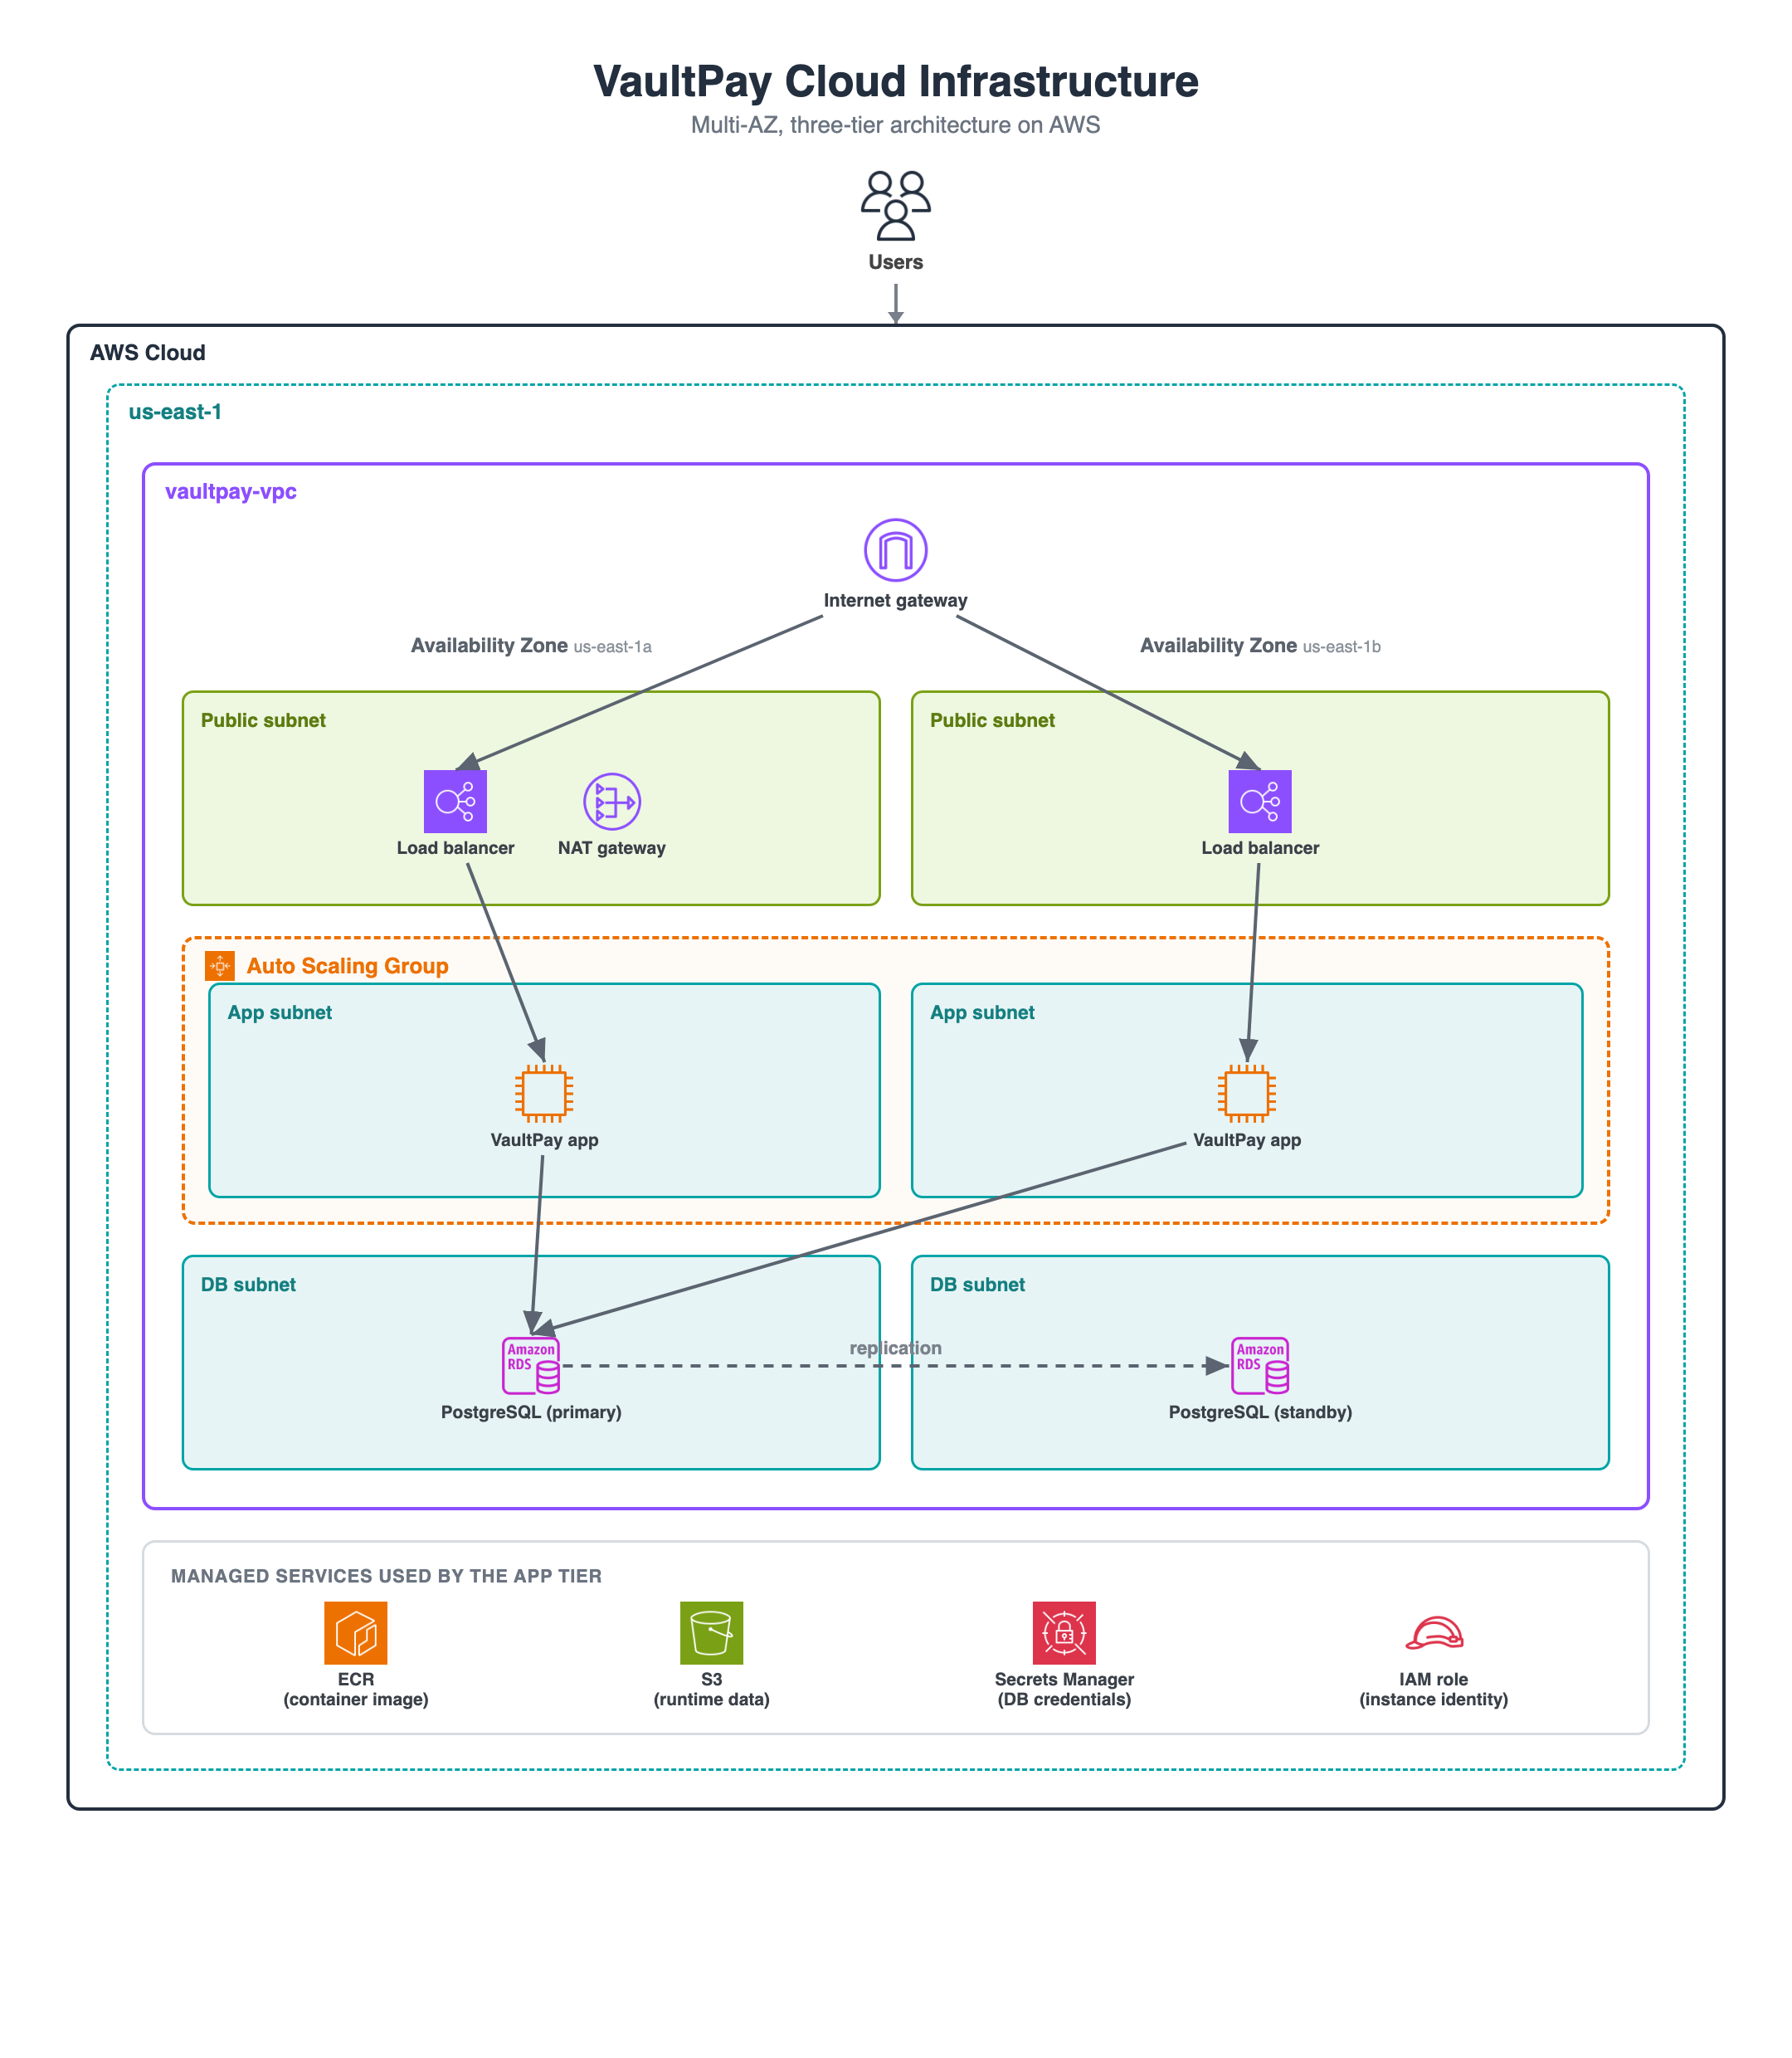 VaultPay Cloud Infrastructure
Multi-AZ, three-tier architecture on AWS
Users
AWS Cloud
us-east-1
vaultpay-vpc
Internet gateway
Availability Zone us-east-1a
Availability Zone us-east-1b
Public subnet
Public subnet
Load balancer
NAT gateway
Load balancer
Auto Scaling Group
App subnet
App subnet
VaultPay app
VaultPay app
DB subnet
DB subnet
replication
Amazon
RDS
Amazon
RDS
PostgreSQL (primary)
PostgreSQL (standby)
MANAGED SERVICES USED BY THE APP TIER
ECR
(container image)
S3
(runtime data)
Secrets Manager
(DB credentials)
IAM role
(instance identity)